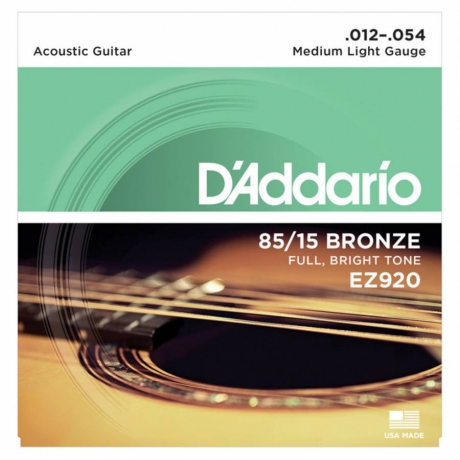 Acoustic Guitar
.012–.054
Medium Light Gauge
D'Addario
85/15 BRONZE
FULL, BRIGHT TONE
EZ920
USA MADE